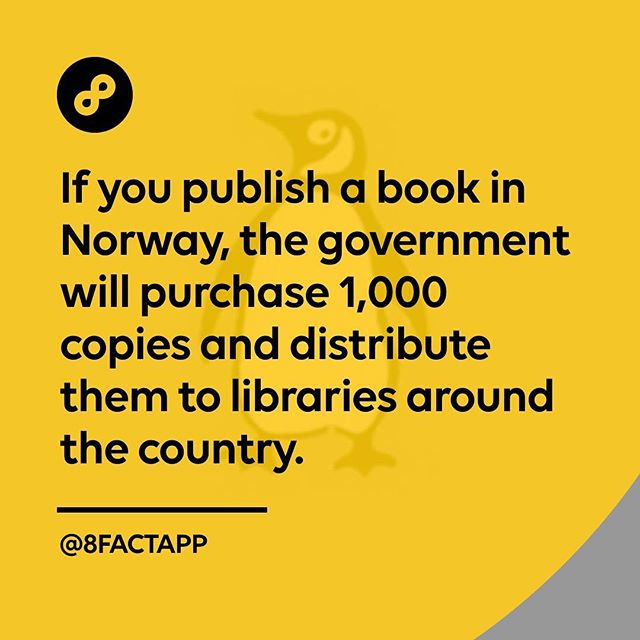 If you publish a book in
Norway, the government
will purchase 1,000
copies and distribute
them to libraries around
the country.
@8FACTAPP